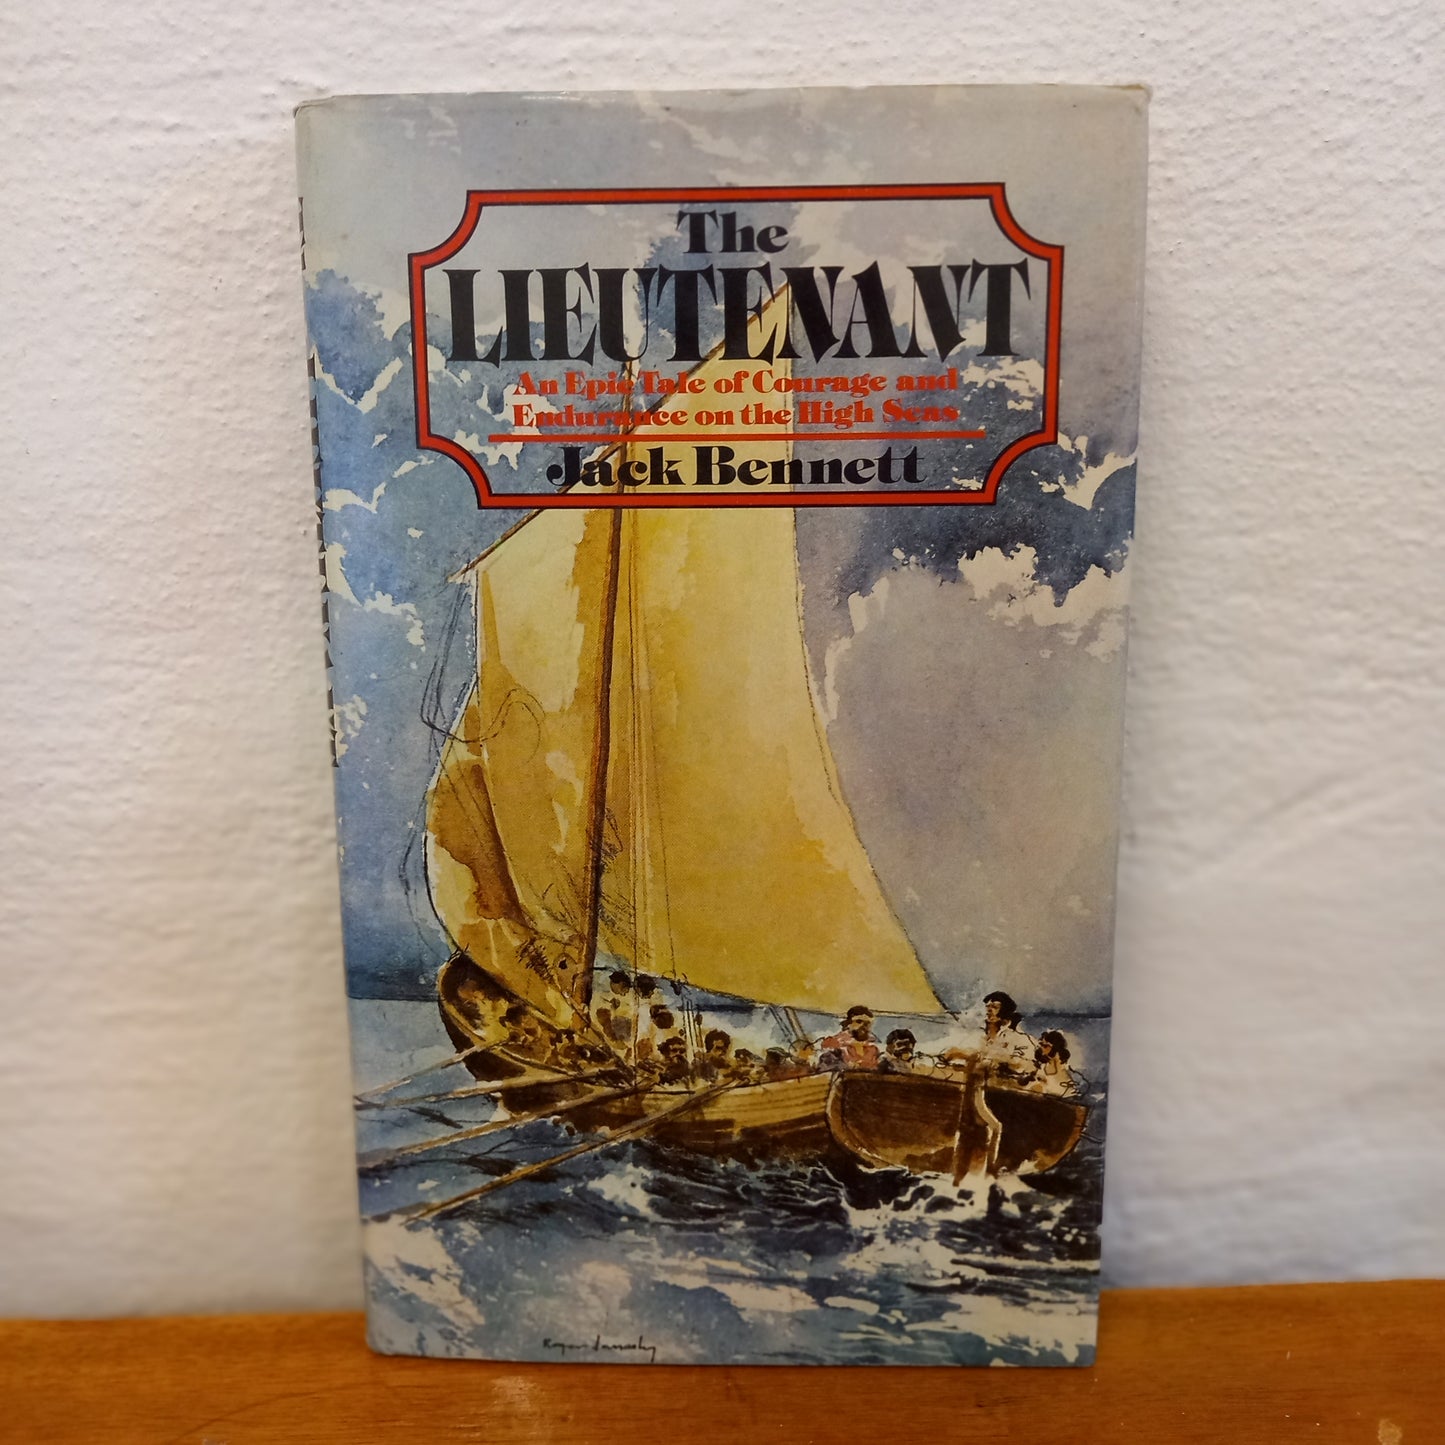 The
LIEUTENANT
An Epic Tale of Courage and
Endurance on the High Seas
Jack Bennett